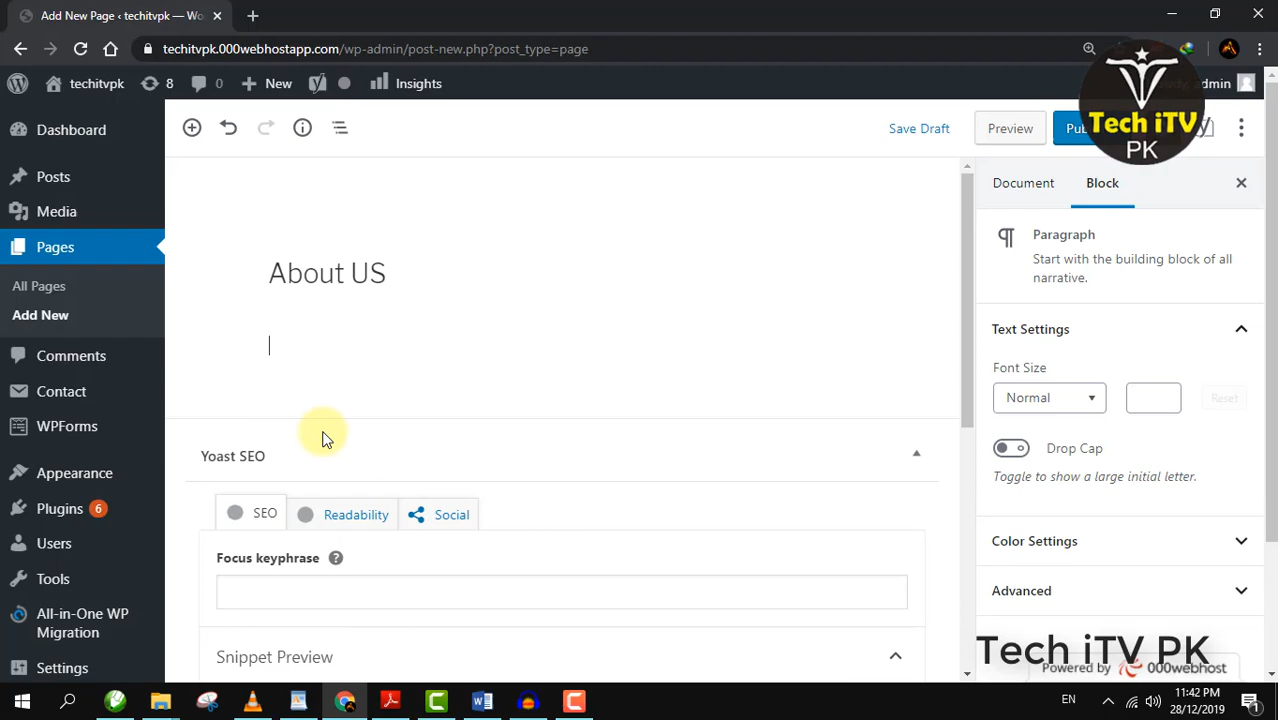 Add New Page ‹ techitvpk — Wo
techitvpk.000webhostapp.com/wp-admin/post-new.php?post_type=page
techitvpk
8
0
New
Insights
dy, admin
Tech iTV
PK
Dashboard
Posts
Media
Pages
All Pages
Add New
Comments
Contact
WPForms
Appearance
Plugins 6
Users
Tools
All-in-One WP
Migration
Settings
Save Draft
Preview
Pub
About US
Yoast SEO
SEO
Readability
Social
Focus keyphrase ?
Snippet Preview
Document
Block
Paragraph
Start with the building block of all
narrative.
Text Settings
Font Size
Normal
Reset
Drop Cap
Toggle to show a large initial letter.
Color Settings
Advanced
Tech iTV PK
Powered by 000webhost
EN
11:42 PM
28/12/2019
1